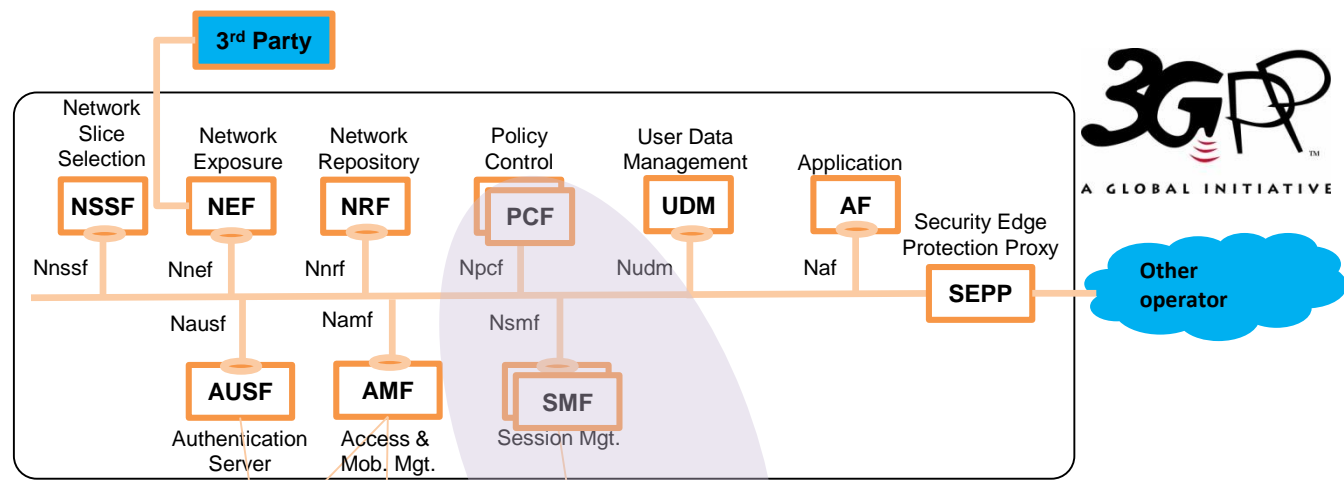 3rd Party
3GPP
TM
A GLOBAL INITIATIVE
Network
Slice
Selection
Network
Exposure
Network
Repository
Policy
Control
User Data
Management
Application
NSSF
NEF
NRF
PCF
UDM
AF
Security Edge
Protection Proxy
Nnssf
Nnef
Nnrf
Npcf
Nudm
Naf
SEPP
Other
operator
Nausf
Namf
Nsmf
AUSF
AMF
SMF
Authentication
Server
Access &
Mob. Mgt.
Session Mgt.